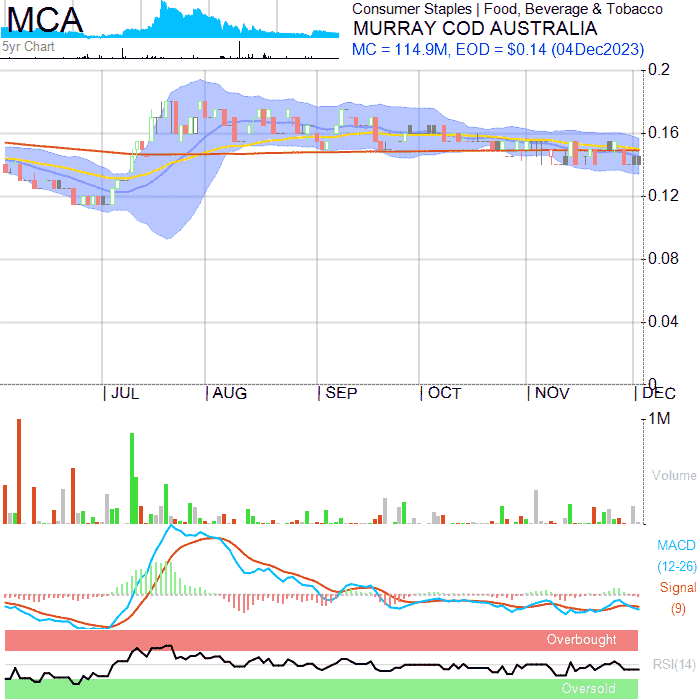 MCA
Consumer Staples | Food, Beverage & Tobacco
MURRAY COD AUSTRALIA
MC = 114.9M, EOD = $0.14 (04Dec2023)
5yr Chart
0.2
0.16
0.12
0.08
0.04
0
JUL AUG SEP OCT NOV DEC
1M
Volume
MACD
(12-26)
Signal
(9)
Overbought
RSI(14)
Oversold